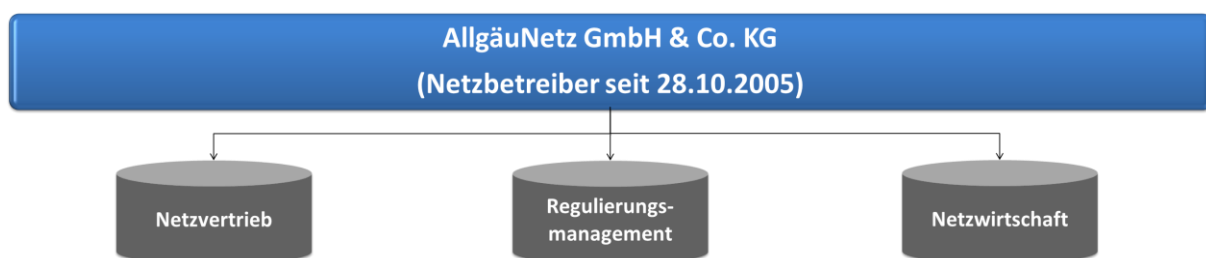 AllgäuNetz GmbH & Co. KG
(Netzbetreiber seit 28.10.2005)
Netzvertrieb
Regulierungs-
management
Netzwirtschaft